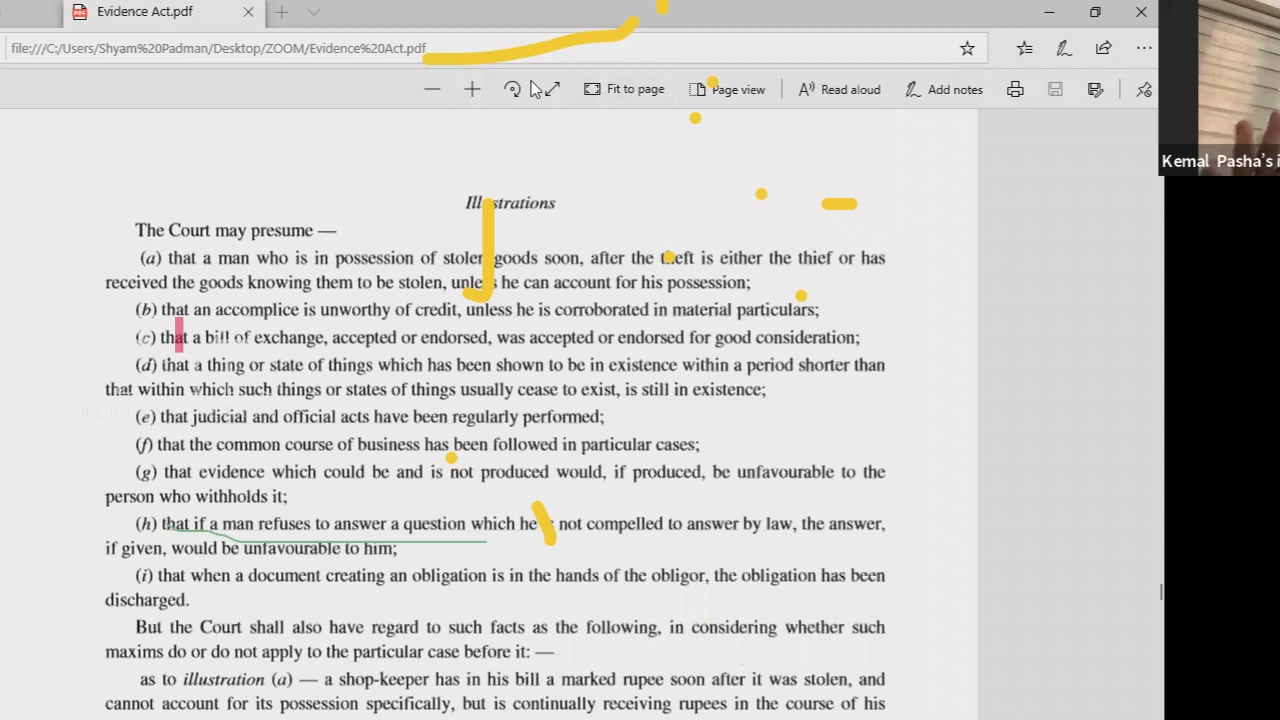 Evidence Act.pdf
file:///C:/Users/Shyam%20Padman/Desktop/ZOOM/Evidence%20Act.pdf
Fit to page
Page view
Read aloud
Add notes
Kemal Pasha's i
Illustrations
The Court may presume —
(a) that a man who is in possession of stolen goods soon, after the theft is either the thief or has
received the goods knowing them to be stolen, unless he can account for his possession;
(b) that an accomplice is unworthy of credit, unless he is corroborated in material particulars;
(c) that a bill of exchange, accepted or endorsed, was accepted or endorsed for good consideration;
(d) that a thing or state of things which has been shown to be in existence within a period shorter than
that within which such things or states of things usually cease to exist, is still in existence;
(e) that judicial and official acts have been regularly performed;
(f) that the common course of business has been followed in particular cases;
(g) that evidence which could be and is not produced would, if produced, be unfavourable to the
person who withholds it;
(h) that if a man refuses to answer a question which he is not compelled to answer by law, the answer,
if given, would be unfavourable to him;
(i) that when a document creating an obligation is in the hands of the obligor, the obligation has been
discharged.
But the Court shall also have regard to such facts as the following, in considering whether such
maxims do or do not apply to the particular case before it: —
as to illustration (a) — a shop-keeper has in his bill a marked rupee soon after it was stolen, and
cannot account for its possession specifically, but is continually receiving rupees in the course of his